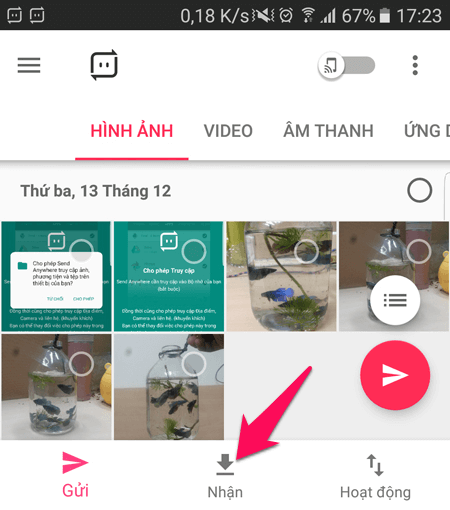 0,18 K/s 67% 17:23
HÌNH ẢNH VIDEO ÂM THANH ỨNG D
Thứ ba, 13 Tháng 12
Cho phép Send
Anywhere truy cập ảnh,
phương tiện và tệp trên
thiết bị của bạn?
TỪ CHỐI CHO PHÉP
Cho phép Truy cập
Send Anywhere cần truy cập vào Bộ nhớ của bạn
(bắt buộc)
Đồng thời cũng cho phép truy cập Địa điểm,
Camera và liên hệ. (khuyến khích)
Bạn có thể thay đổi việc cho phép này trong
Gửi Nhận Hoạt động